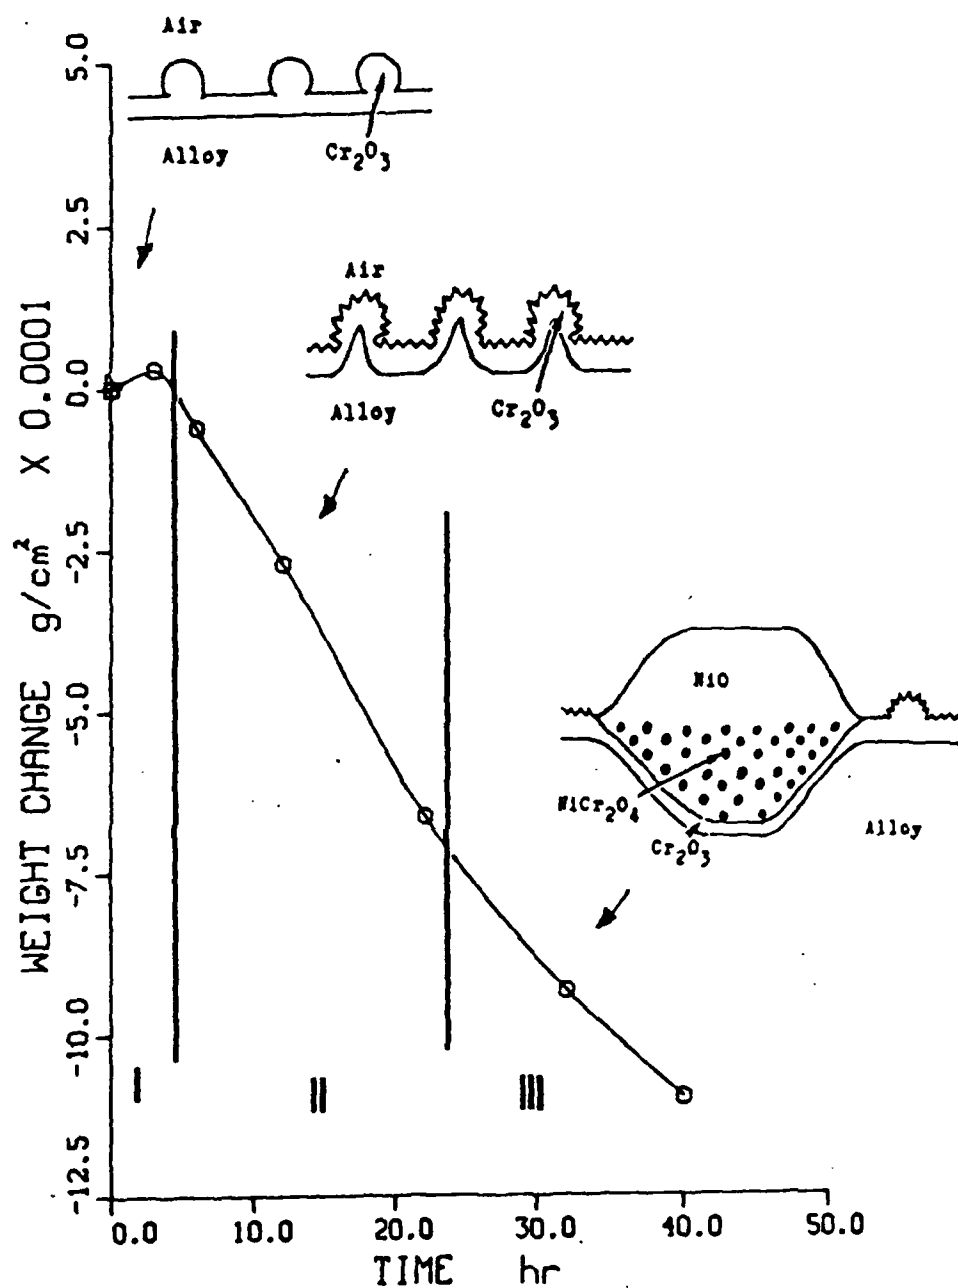 Air
Alloy
Cr₂O₃
Air
Alloy
Cr₂O₃
NiO
NiCr₂O₄
Cr₂O₃
Alloy
WEIGHT CHANGE g/cm² X 0.0001
5.0
2.5
0.0
-2.5
-5.0
-7.5
-10.0
-12.5
I
II
III
0.0 10.0 20.0 30.0 40.0 50.0
TIME hr